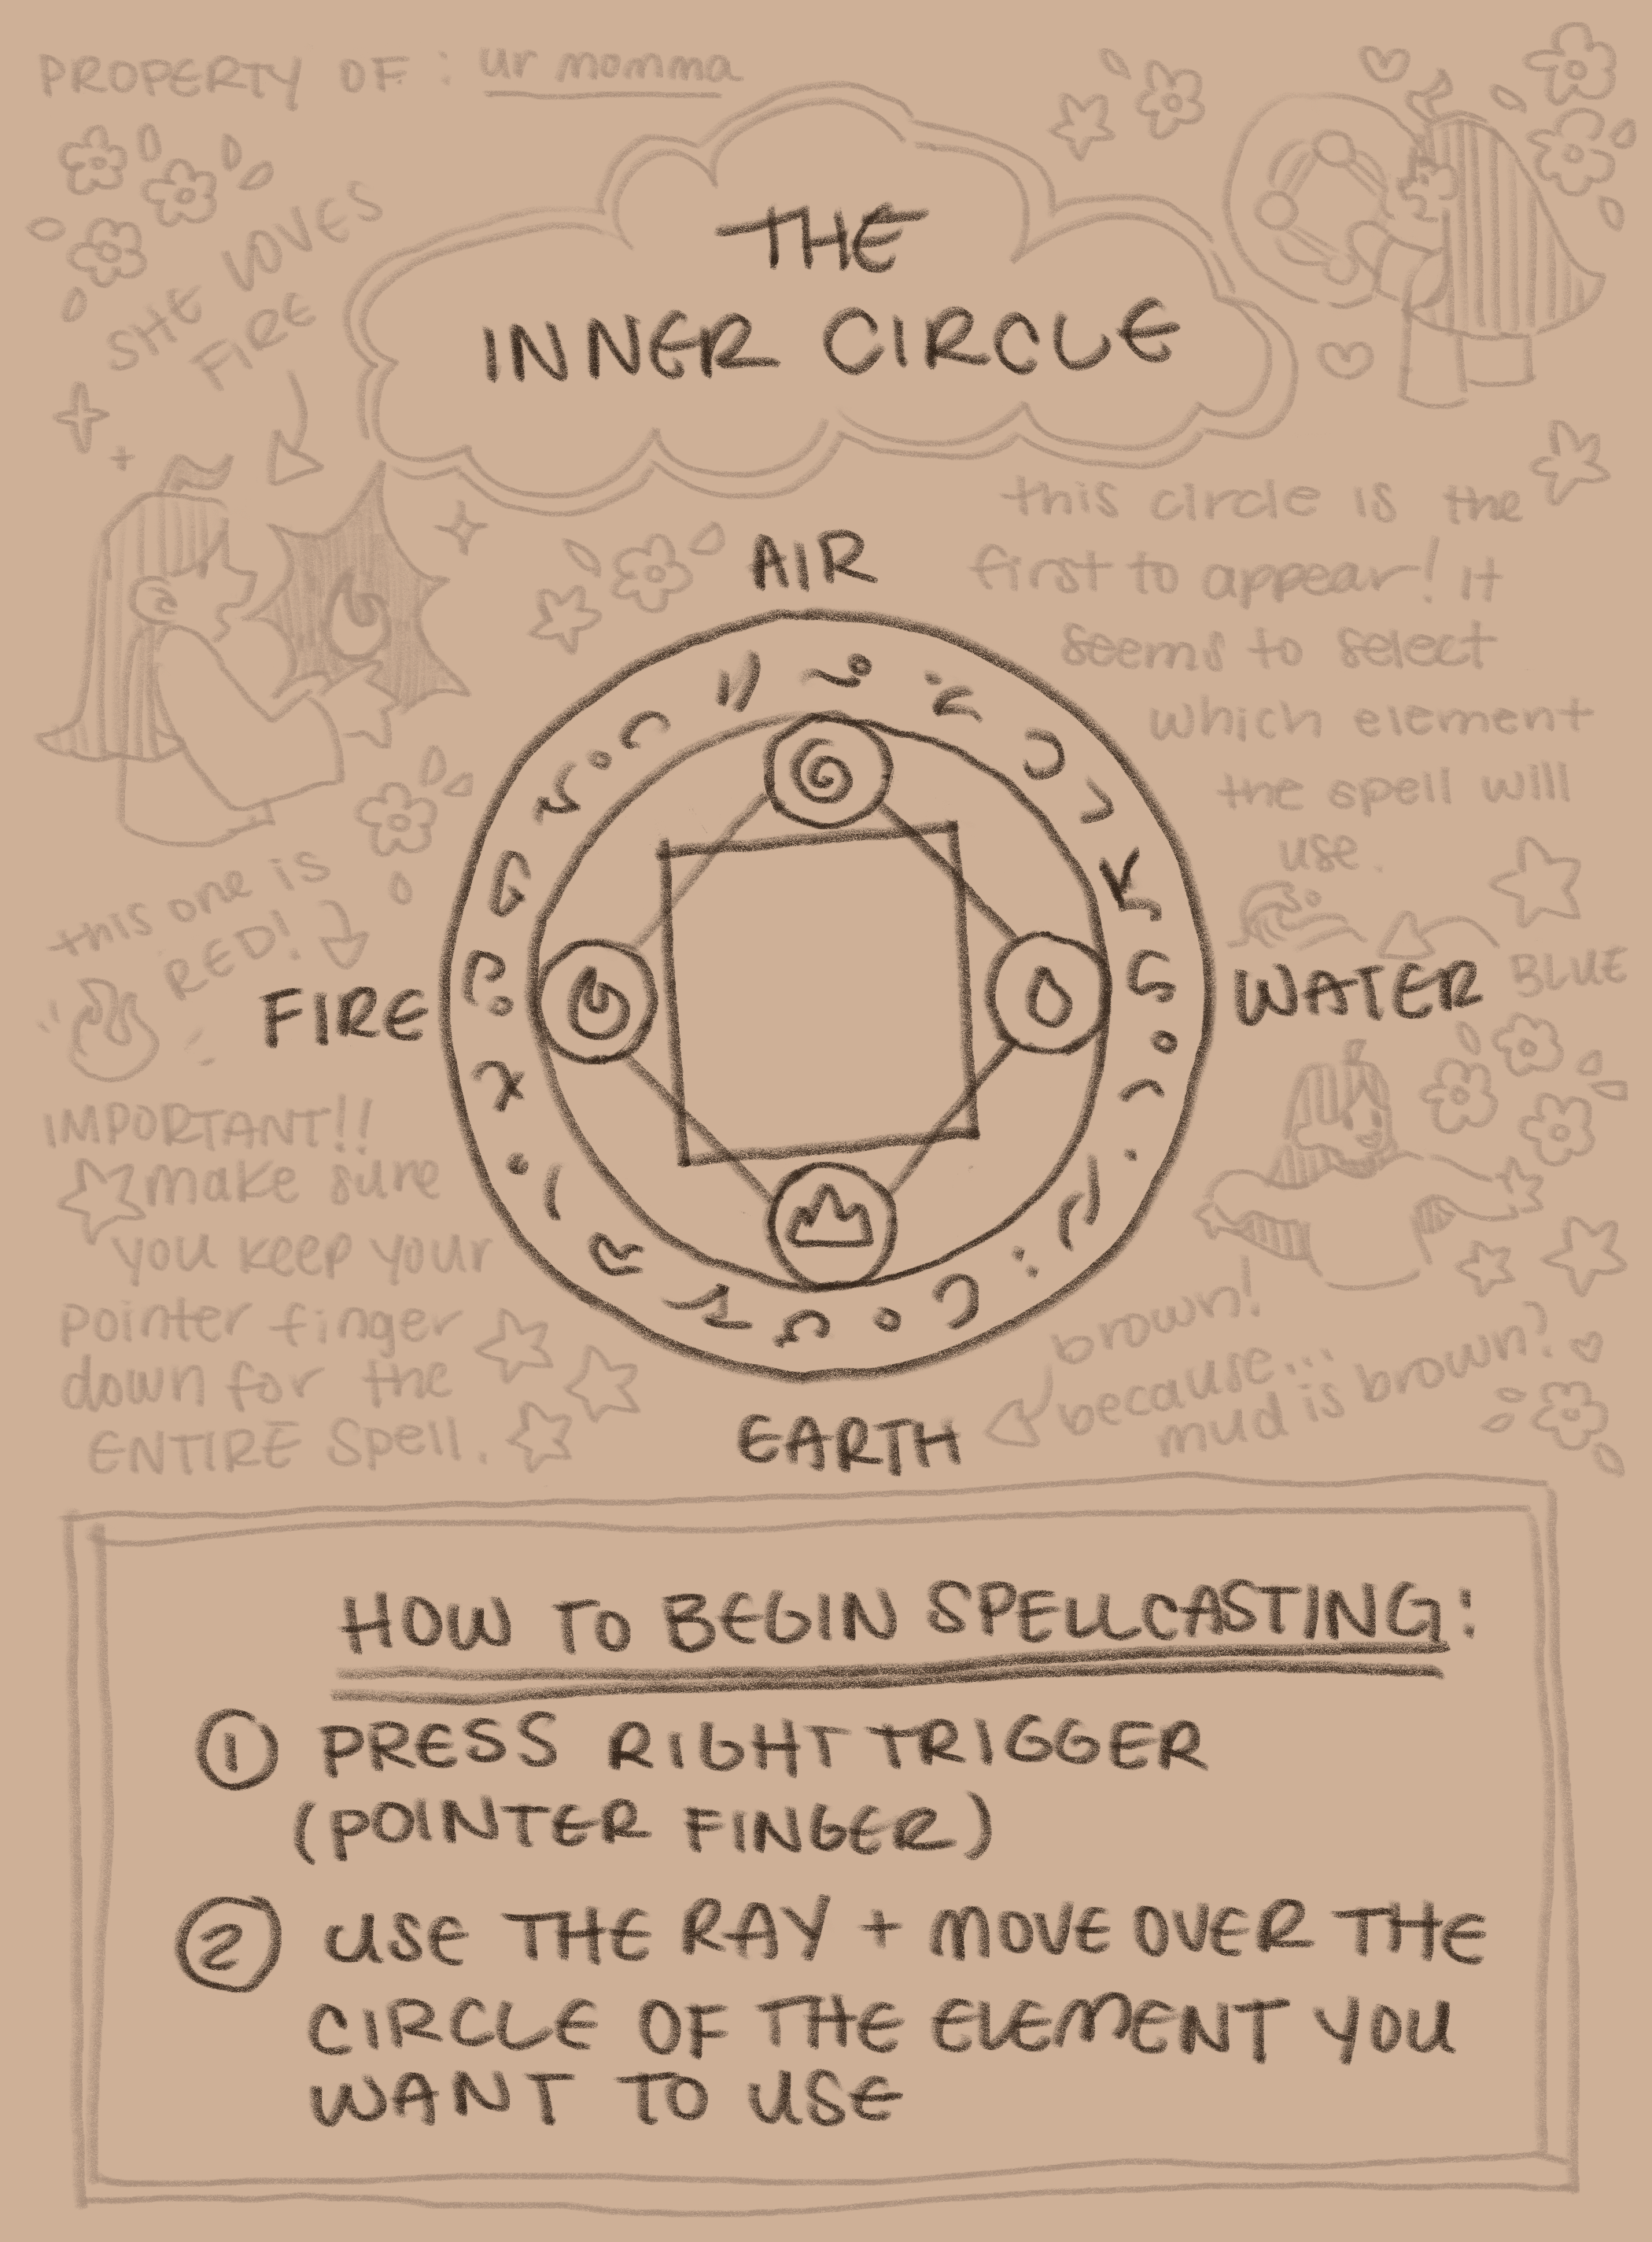 PROPERTY OF: ur momma
THE
INNER CIRCLE
SHE LOVES
FIRE
this circle is the
first to appear! it
seems to select
which element
the spell will
use.
AIR
this one is
RED!
FIRE
WATER
BLUE
IMPORTANT!!
make sure
you keep your
pointer finger
down for the
ENTIRE spell.
brown!
because...
mud is brown?
EARTH
HOW TO BEGIN SPELLCASTING:
1 PRESS RIGHT TRIGGER
(POINTER FINGER)
2 USE THE RAY + MOVE OVER THE
CIRCLE OF THE ELEMENT YOU
WANT TO USE